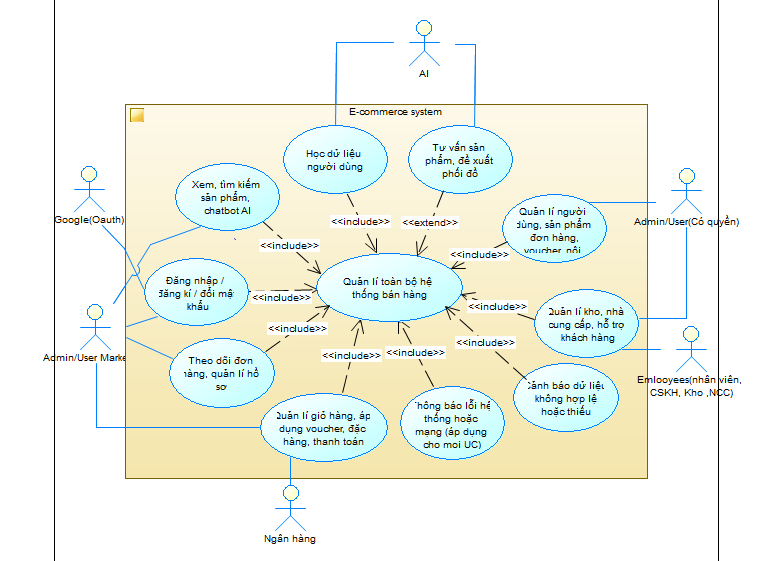 AI
E-commerce system
Học dữ liệu
người dùng
Tư vấn sản
phẩm, đề xuất
phối đồ
Xem, tìm kiếm
sản phẩm,
chatbot AI
Google(Oauth)
<<include>>
<<extend>>
Quản lí người
dùng, sản phẩm
đơn hàng,
voucher, nội
Admin/User(Có quyền)
<<include>>
<<include>>
Đăng nhập /
đăng kí / đổi mật
khẩu
<<include>>
Quản lí toàn bộ hệ
thống bán hàng
Quản lí kho, nhà
cung cấp, hỗ trợ
khách hàng
<<include>>
<<include>>
<<include>>
Admin/User Marke
Theo dõi đơn
hàng, quản lí hồ
sơ
<<include>>
<<include>>
<<include>>
Emlooyees(nhân viên,
CSKH, Kho ,NCC)
Cảnh báo dữ liệu
không hợp lệ
hoặc thiếu
Quản lí giỏ hàng, áp
dụng voucher, đặc
hàng, thanh toán
Thông báo lỗi hệ
thống hoặc
mạng (áp dụng
cho mọi UC)
Ngân hàng